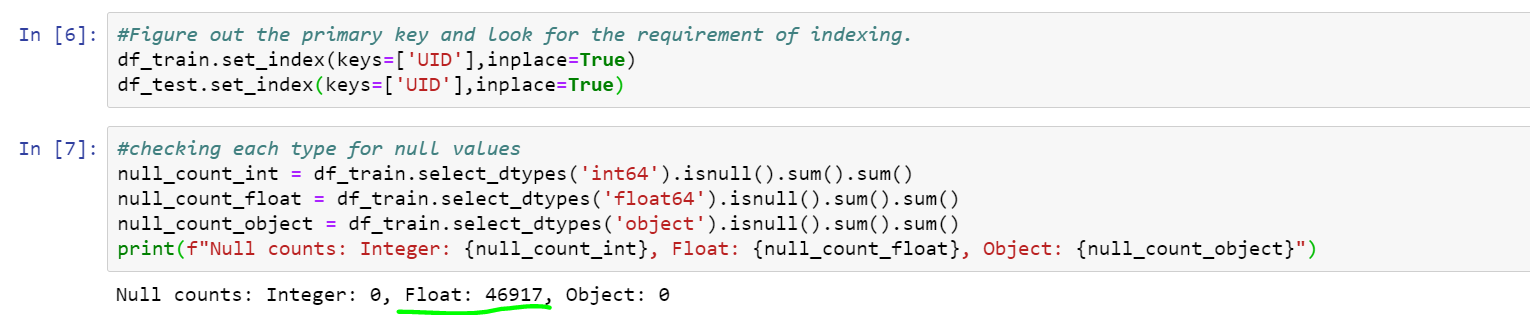 In [6]: #Figure out the primary key and look for the requirement of indexing.
df_train.set_index(keys=['UID'],inplace=True)
df_test.set_index(keys=['UID'],inplace=True)
In [7]: #checking each type for null values
null_count_int = df_train.select_dtypes('int64').isnull().sum().sum()
null_count_float = df_train.select_dtypes('float64').isnull().sum().sum()
null_count_object = df_train.select_dtypes('object').isnull().sum().sum()
print(f"Null counts: Integer: {null_count_int}, Float: {null_count_float}, Object: {null_count_object}")
Null counts: Integer: 0, Float: 46917, Object: 0